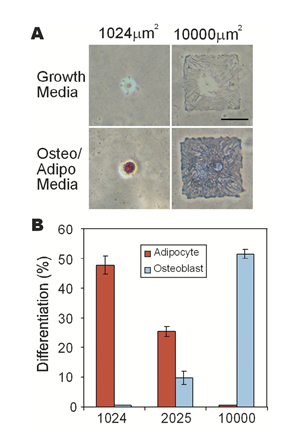 A
1024µm² 10000µm²
Growth
Media
Osteo/
Adipo
Media
B
60
50
40
30
20
10
0
Differentiation (%)
Adipocyte
Osteoblast
1024 2025 10000